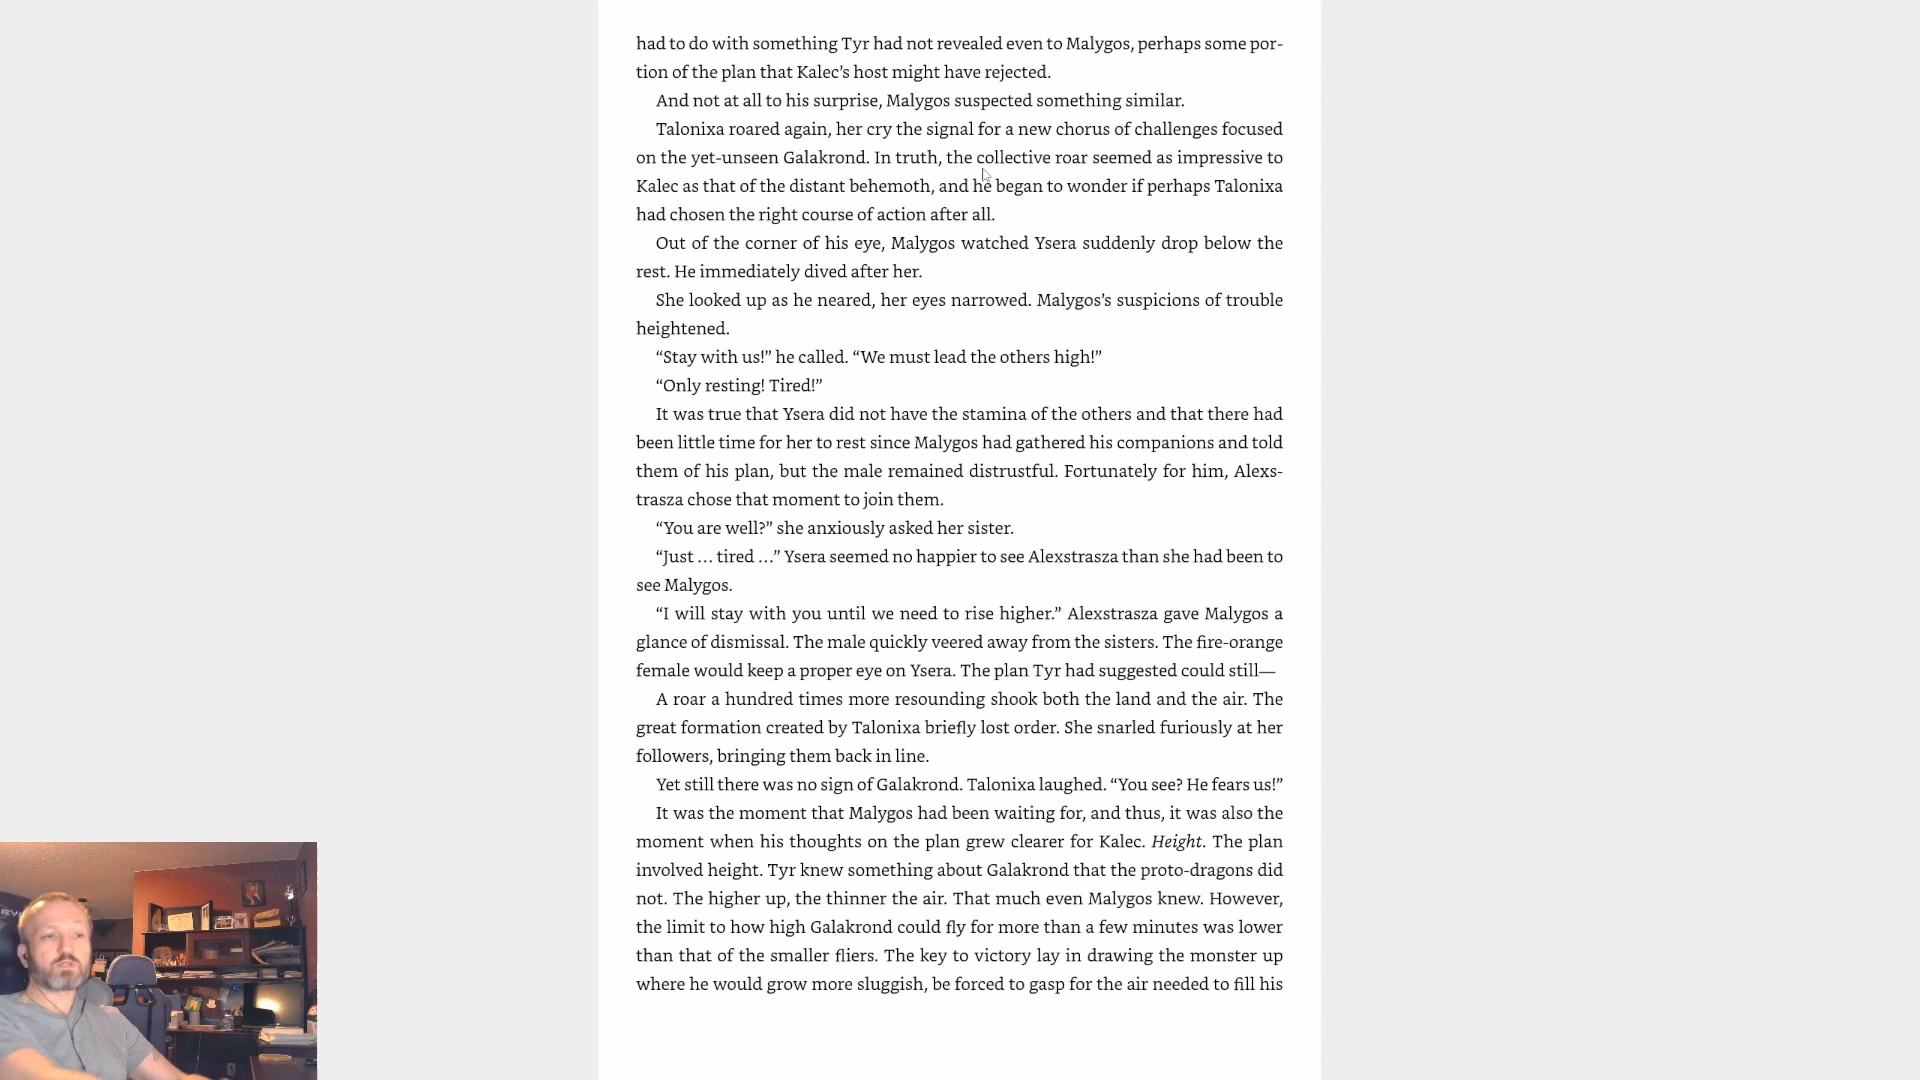 had to do with something Tyr had not revealed even to Malygos, perhaps some por-
tion of the plan that Kalec’s host might have rejected.
And not at all to his surprise, Malygos suspected something similar.
Talonixa roared again, her cry the signal for a new chorus of challenges focused
on the yet-unseen Galakrond. In truth, the collective roar seemed as impressive to
Kalec as that of the distant behemoth, and he began to wonder if perhaps Talonixa
had chosen the right course of action after all.
Out of the corner of his eye, Malygos watched Ysera suddenly drop below the
rest. He immediately dived after her.
She looked up as he neared, her eyes narrowed. Malygos’s suspicions of trouble
heightened.
“Stay with us!” he called. “We must lead the others high!”
“Only resting! Tired!”
It was true that Ysera did not have the stamina of the others and that there had
been little time for her to rest since Malygos had gathered his companions and told
them of his plan, but the male remained distrustful. Fortunately for him, Alexs-
trasza chose that moment to join them.
“You are well?” she anxiously asked her sister.
“Just … tired …” Ysera seemed no happier to see Alexstrasza than she had been to
see Malygos.
“I will stay with you until we need to rise higher.” Alexstrasza gave Malygos a
glance of dismissal. The male quickly veered away from the sisters. The fire-orange
female would keep a proper eye on Ysera. The plan Tyr had suggested could still—
A roar a hundred times more resounding shook both the land and the air. The
great formation created by Talonixa briefly lost order. She snarled furiously at her
followers, bringing them back in line.
Yet still there was no sign of Galakrond. Talonixa laughed. “You see? He fears us!”
It was the moment that Malygos had been waiting for, and thus, it was also the
moment when his thoughts on the plan grew clearer for Kalec. Height. The plan
involved height. Tyr knew something about Galakrond that the proto-dragons did
not. The higher up, the thinner the air. That much even Malygos knew. However,
the limit to how high Galakrond could fly for more than a few minutes was lower
than that of the smaller fliers. The key to victory lay in drawing the monster up
where he would grow more sluggish, be forced to gasp for the air needed to fill his